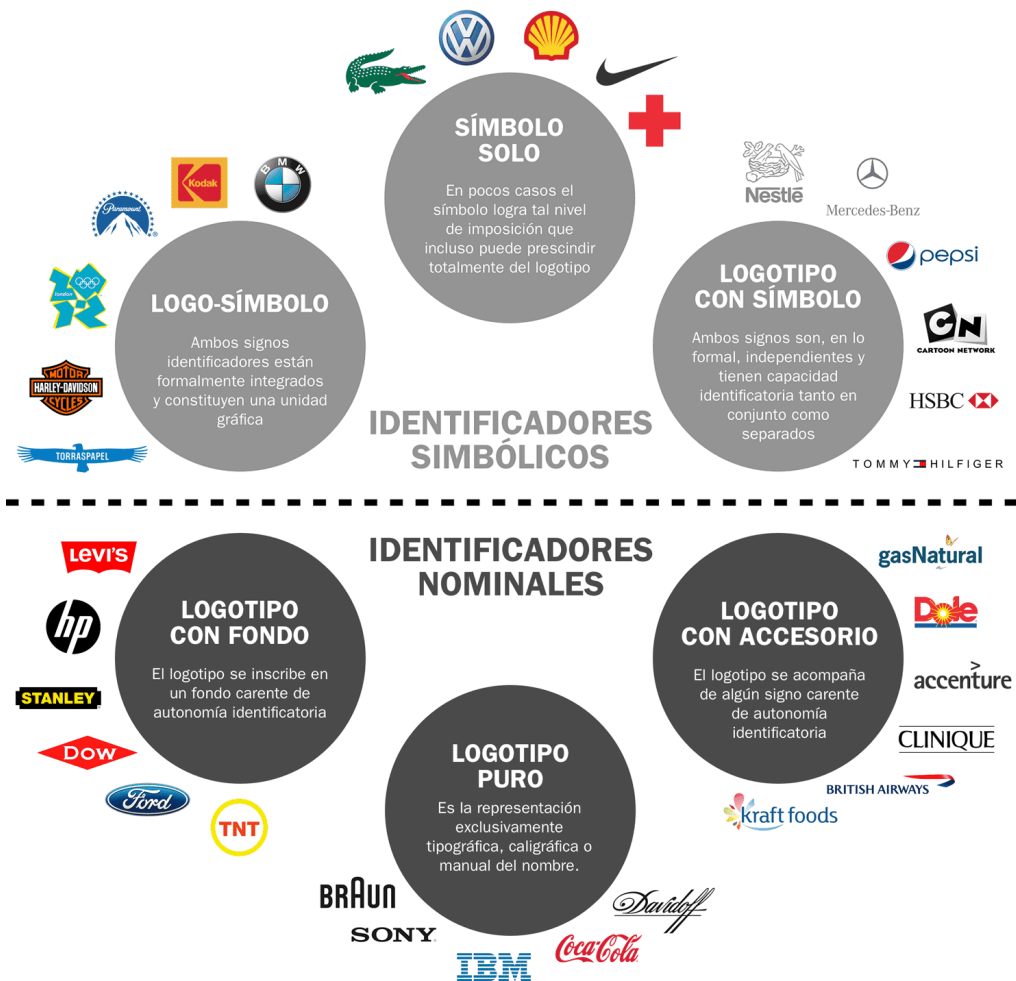 SÍMBOLO
SOLO
En pocos casos el
símbolo logra tal nivel
de imposición que
incluso puede prescindir
totalmente del logotipo
Kodak
BMW
Paramount
london
MOTOR
HARLEY-DAVIDSON
CYCLES
TORRASPAPEL
LOGO-SÍMBOLO
Ambos signos
identificadores están
formalmente integrados
y constituyen una unidad
gráfica
Nestlé
Mercedes-Benz
pepsi
CN
CARTOON NETWORK
HSBC
TOMMY HILFIGER
LOGOTIPO
CON SÍMBOLO
Ambos signos son, en lo
formal, independientes y
tienen capacidad
identificatoria tanto en
conjunto como
separados
IDENTIFICADORES
SIMBÓLICOS
IDENTIFICADORES
NOMINALES
LEVI'S
hp
STANLEY
DOW
Ford
TNT
LOGOTIPO
CON FONDO
El logotipo se inscribe en
un fondo carente de
autonomía identificatoria
gasNatural
Dole
accenture
CLINIQUE
BRITISH AIRWAYS
kraft foods
LOGOTIPO
CON ACCESORIO
El logotipo se acompaña
de algún signo carente
de autonomía
identificatoria
LOGOTIPO
PURO
Es la representación
exclusivamente
tipográfica, caligráfica o
manual del nombre.
BRAUN
SONY
IBM
Coca-Cola
Davidoff